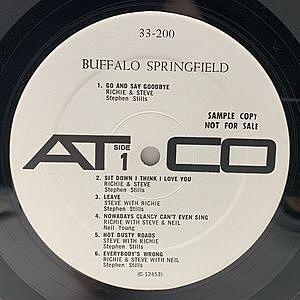 33-200
BUFFALO SPRINGFIELD
1. GO AND SAY GOODBYE
RICHIE & STEVE
Stephen Stills
SAMPLE COPY
NOT FOR SALE
ATCO
SIDE
1
2. SIT DOWN I THINK I LOVE YOU
RICHIE & STEVE
Stephen Stills
3. LEAVE
STEVE WITH RICHIE
Stephen Stills
4. NOWADAYS CLANCY CAN'T EVEN SING
RICHIE WITH STEVE & NEIL
Neil Young
5. HOT DUSTY ROADS
STEVE WITH RICHIE
Stephen Stills
6. EVERYBODY'S WRONG
RICHIE & STEVE WITH NEIL
Stephen Stills
(C-12453)